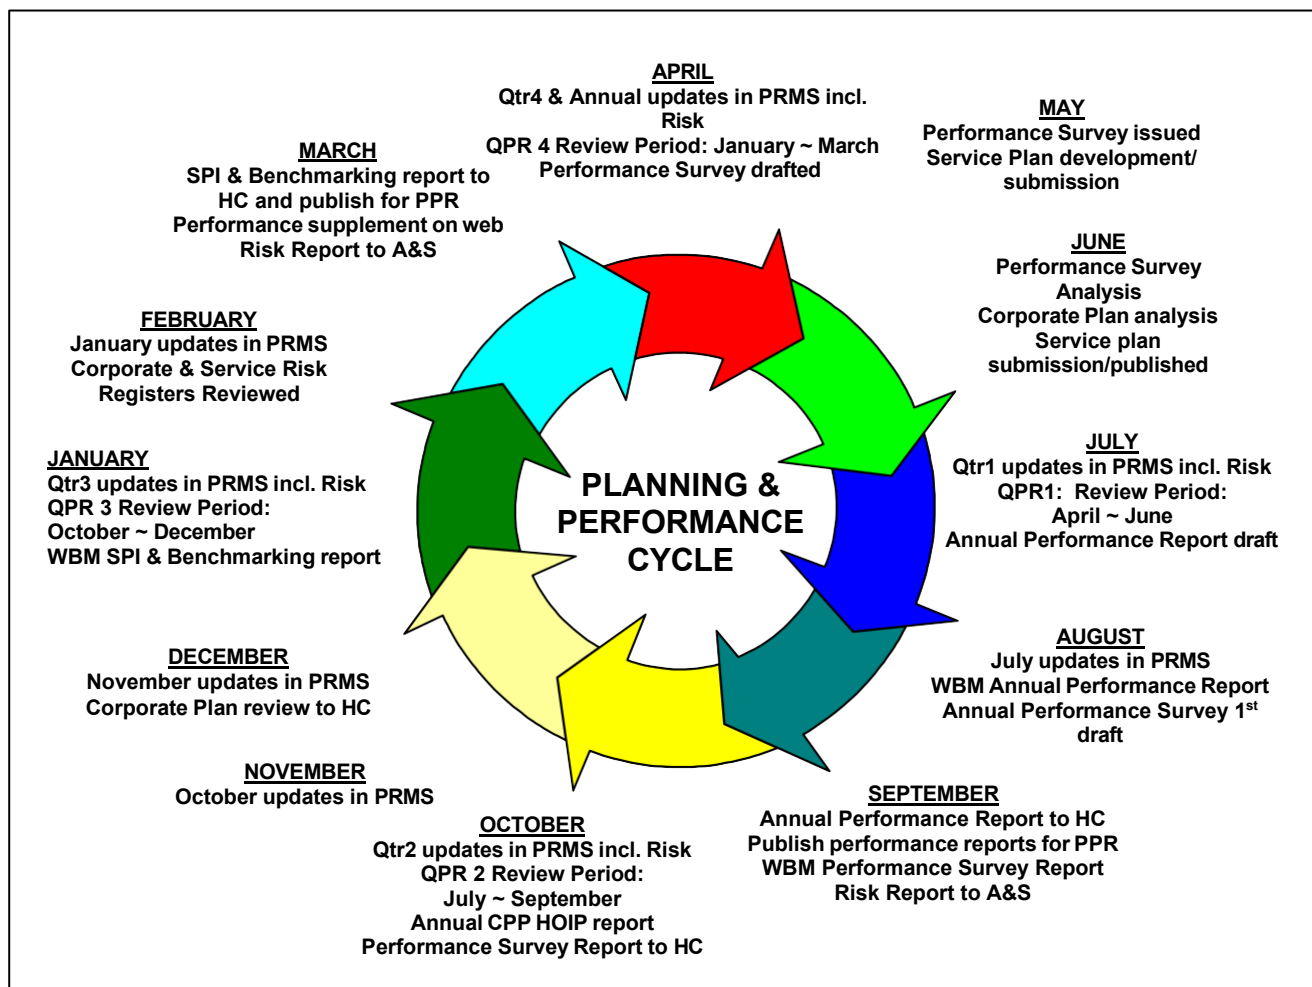 APRIL
Qtr4 & Annual updates in PRMS incl.
Risk
QPR 4 Review Period: January ~ March
Performance Survey drafted
MAY
Performance Survey issued
Service Plan development/
submission
JUNE
Performance Survey
Analysis
Corporate Plan analysis
Service plan
submission/published
JULY
Qtr1 updates in PRMS incl. Risk
QPR1:  Review Period:
April ~ June
Annual Performance Report draft
AUGUST
July updates in PRMS
WBM Annual Performance Report
Annual Performance Survey 1st
draft
SEPTEMBER
Annual Performance Report to HC
Publish performance reports for PPR
WBM Performance Survey Report
Risk Report to A&S
OCTOBER
Qtr2 updates in PRMS incl. Risk
QPR 2 Review Period:
July ~ September
Annual CPP HOIP report
Performance Survey Report to HC
NOVEMBER
October updates in PRMS
DECEMBER
November updates in PRMS
Corporate Plan review to HC
JANUARY
Qtr3 updates in PRMS incl. Risk
QPR 3 Review Period:
October ~ December
WBM SPI & Benchmarking report
FEBRUARY
January updates in PRMS
Corporate & Service Risk
Registers Reviewed
MARCH
SPI & Benchmarking report to
HC and publish for PPR
Performance supplement on web
Risk Report to A&S
PLANNING &
PERFORMANCE
CYCLE